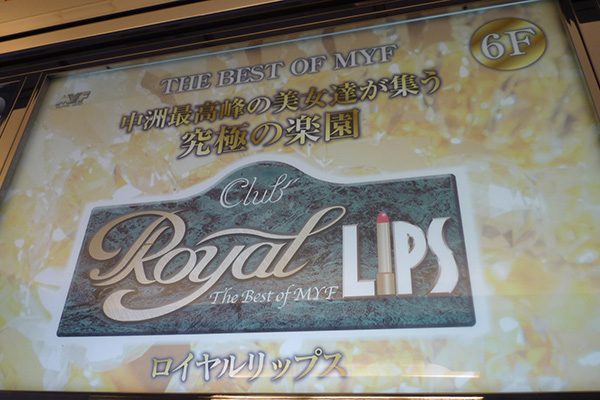 6F
THE BEST OF MYF
中洲最高峰の美女達が集う
究極の楽園
Club
Royal LIPS
The Best of MYF
ロイヤルリップス